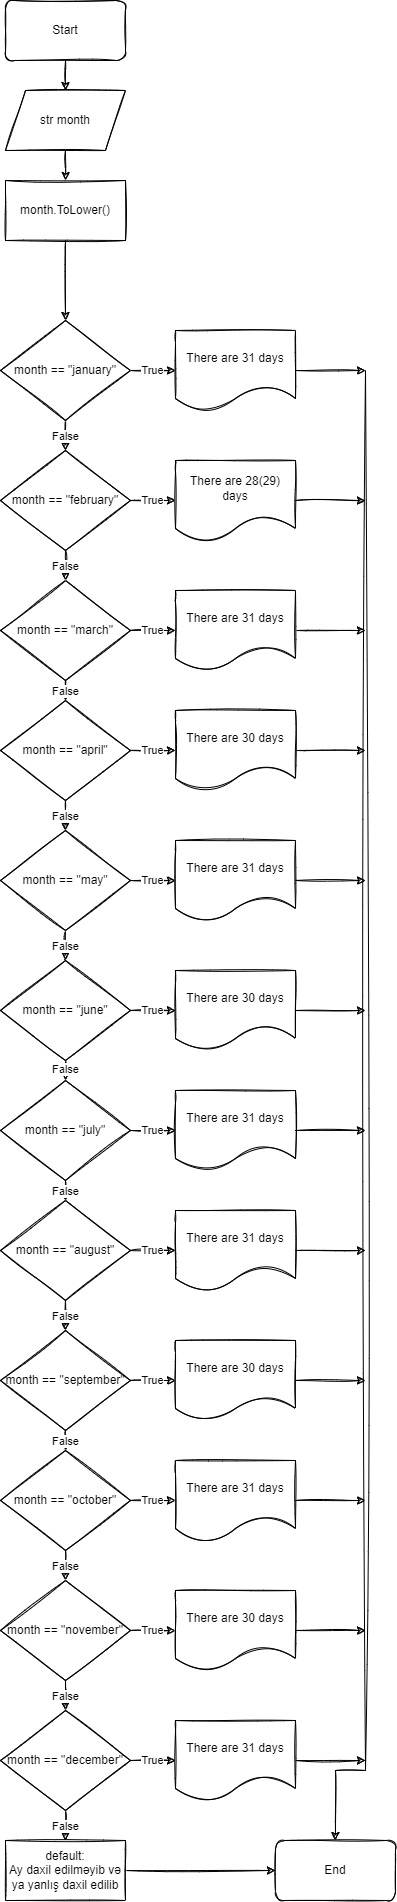 Start
str month
month.ToLower()
month == "january"
True
There are 31 days
False
month == "february"
True
There are 28(29)
days
False
month == "march"
True
There are 31 days
False
month == "april"
True
There are 30 days
False
month == "may"
True
There are 31 days
False
month == "june"
True
There are 30 days
False
month == "july"
True
There are 31 days
False
month == "august"
True
There are 31 days
False
month == "september"
True
There are 30 days
False
month == "october"
True
There are 31 days
False
month == "november"
True
There are 30 days
False
month == "december"
True
There are 31 days
False
default:
Ay daxil edilməyib və
ya yanlış daxil edilib
End